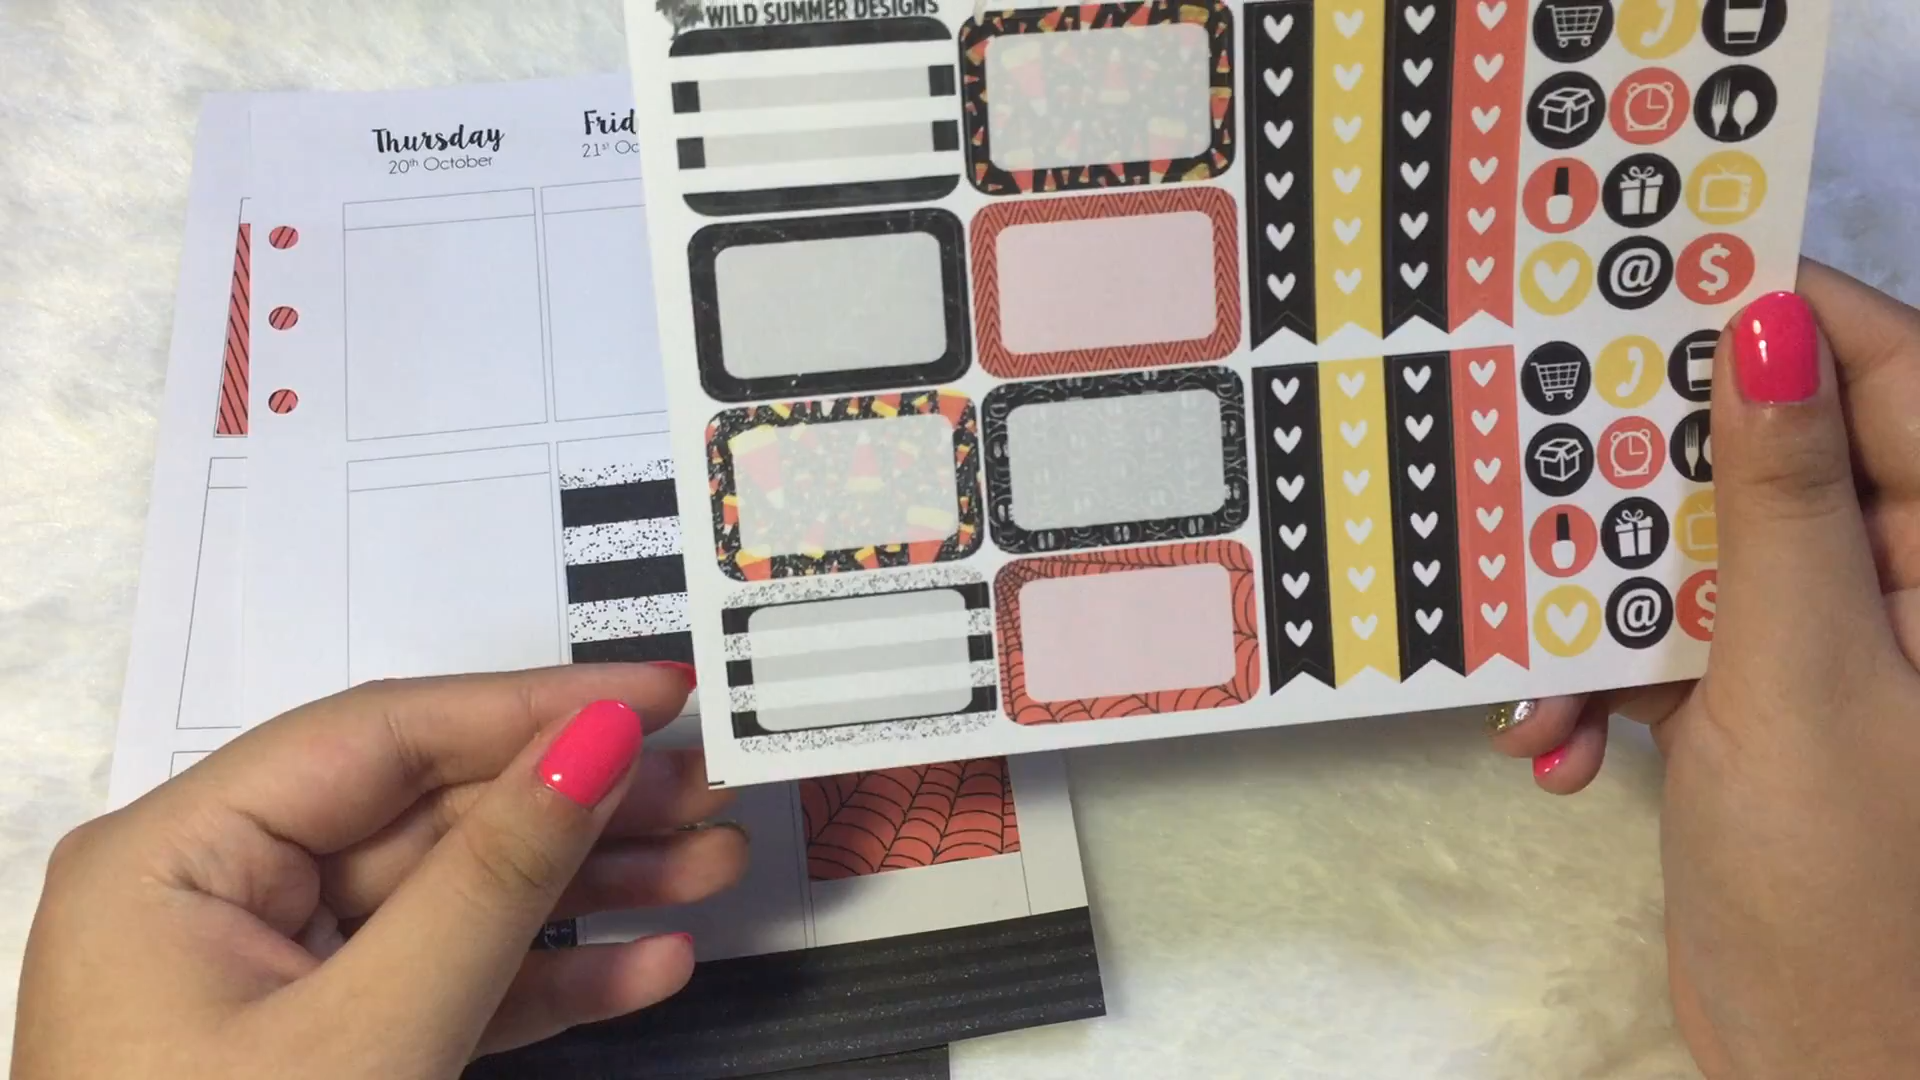 WILD SUMMER DESIGNS
Thursday
20th October
Frid
21st Oc
@
$
@
$